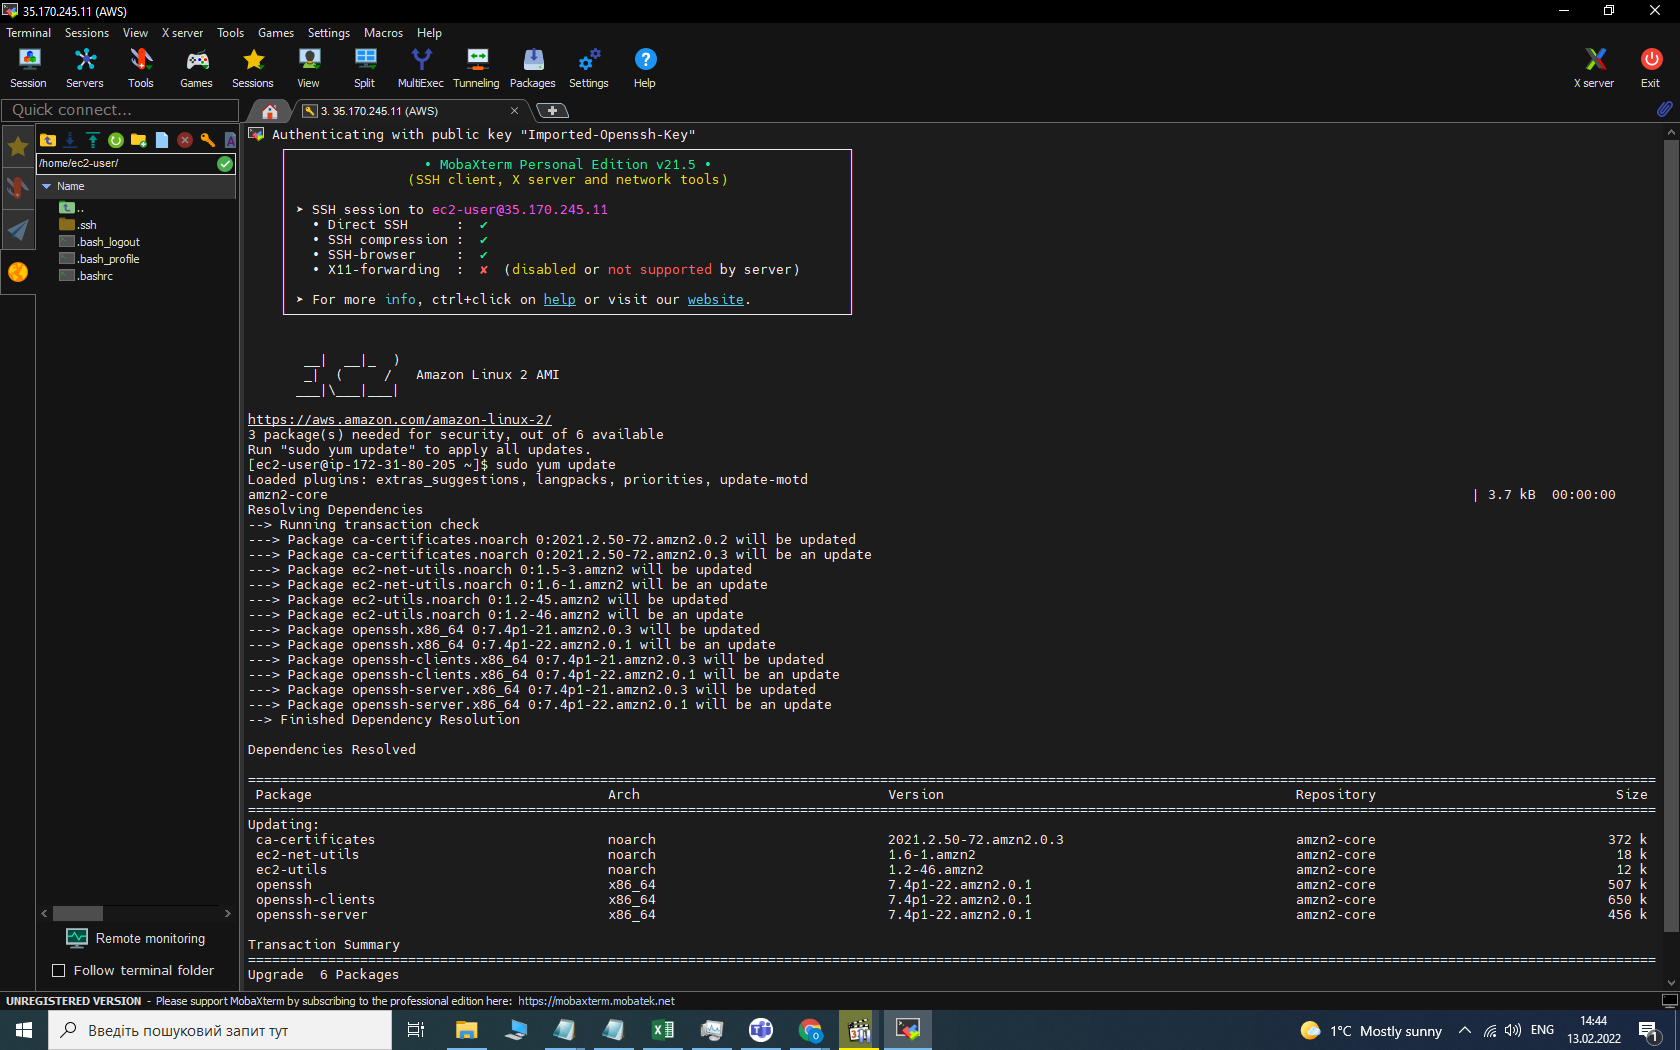 35.170.245.11 (AWS)
Terminal Sessions View X server Tools Games Settings Macros Help
Session Servers Tools Games Sessions View Split MultiExec Tunneling Packages Settings Help X server Exit
Quick connect...
3. 35.170.245.11 (AWS)
/home/ec2-user/
Name
..
.ssh
.bash_logout
.bash_profile
.bashrc
Remote monitoring
Follow terminal folder
Authenticating with public key "Imported-Openssh-Key"
• MobaXterm Personal Edition v21.5 •
(SSH client, X server and network tools)
➤ SSH session to ec2-user@35.170.245.11
• Direct SSH : ✔
• SSH compression : ✔
• SSH-browser : ✔
• X11-forwarding : ✘ (disabled or not supported by server)
➤ For more info, ctrl+click on help or visit our website.
__| __|_ )
_| ( / Amazon Linux 2 AMI
___|\___|___|
https://aws.amazon.com/amazon-linux-2/
3 package(s) needed for security, out of 6 available
Run "sudo yum update" to apply all updates.
[ec2-user@ip-172-31-80-205 ~]$ sudo yum update
Loaded plugins: extras_suggestions, langpacks, priorities, update-motd
amzn2-core | 3.7 kB 00:00:00
Resolving Dependencies
--> Running transaction check
---> Package ca-certificates.noarch 0:2021.2.50-72.amzn2.0.2 will be updated
---> Package ca-certificates.noarch 0:2021.2.50-72.amzn2.0.3 will be an update
---> Package ec2-net-utils.noarch 0:1.5-3.amzn2 will be updated
---> Package ec2-net-utils.noarch 0:1.6-1.amzn2 will be an update
---> Package ec2-utils.noarch 0:1.2-45.amzn2 will be updated
---> Package ec2-utils.noarch 0:1.2-46.amzn2 will be an update
---> Package openssh.x86_64 0:7.4p1-21.amzn2.0.3 will be updated
---> Package openssh.x86_64 0:7.4p1-22.amzn2.0.1 will be an update
---> Package openssh-clients.x86_64 0:7.4p1-21.amzn2.0.3 will be updated
---> Package openssh-clients.x86_64 0:7.4p1-22.amzn2.0.1 will be an update
---> Package openssh-server.x86_64 0:7.4p1-21.amzn2.0.3 will be updated
---> Package openssh-server.x86_64 0:7.4p1-22.amzn2.0.1 will be an update
--> Finished Dependency Resolution
Dependencies Resolved
Package Arch Version Repository Size
Updating:
ca-certificates noarch 2021.2.50-72.amzn2.0.3 amzn2-core 372 k
ec2-net-utils noarch 1.6-1.amzn2 amzn2-core 18 k
ec2-utils noarch 1.2-46.amzn2 amzn2-core 12 k
openssh x86_64 7.4p1-22.amzn2.0.1 amzn2-core 507 k
openssh-clients x86_64 7.4p1-22.amzn2.0.1 amzn2-core 650 k
openssh-server x86_64 7.4p1-22.amzn2.0.1 amzn2-core 456 k
Transaction Summary
Upgrade 6 Packages
UNREGISTERED VERSION - Please support MobaXterm by subscribing to the professional edition here: https://mobaxterm.mobatek.net
Введіть пошуковий запит тут
1°C Mostly sunny
ENG
14:44
13.02.2022
1